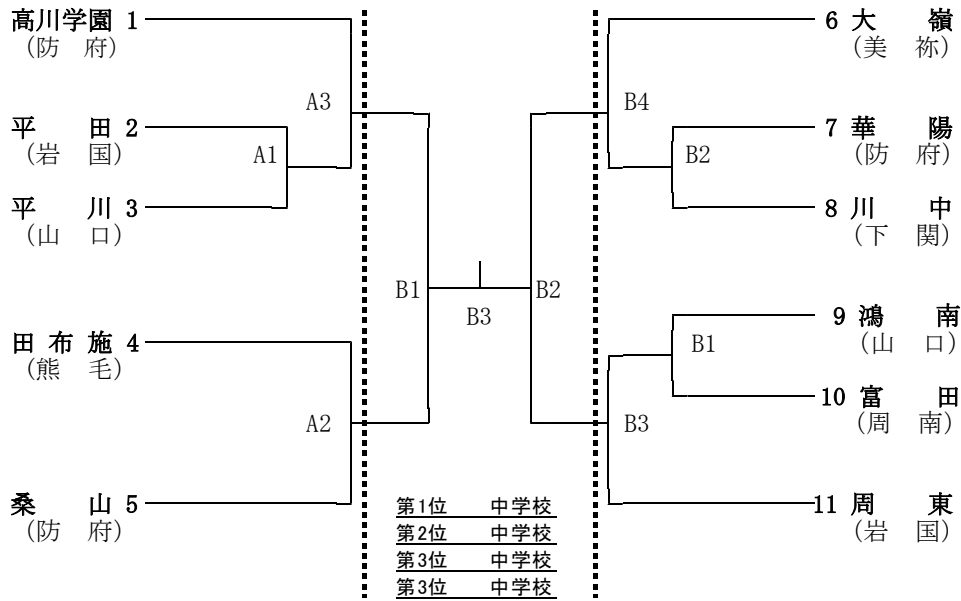 高川学園 1
(防 府)
A3
平 田 2
(岩 国)
A1
平 川 3
(山 口)
田 布 施 4
(熊 毛)
A2
桑 山 5
(防 府)
B1
B3
B2
6 大 嶺
(美 祢)
B4
7 華 陽
(防 府)
B2
8 川 中
(下 関)
9 鴻 南
(山 口)
B1
10 富 田
(周 南)
B3
11 周 東
(岩 国)
第1位 中学校
第2位 中学校
第3位 中学校
第3位 中学校